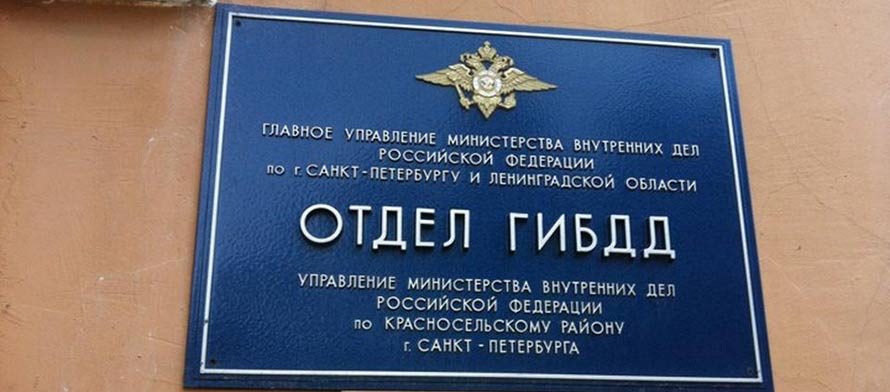 ГЛАВНОЕ УПРАВЛЕНИЕ МИНИСТЕРСТВА ВНУТРЕННИХ ДЕЛ
РОССИЙСКОЙ ФЕДЕРАЦИИ
по г. САНКТ-ПЕТЕРБУРГУ И ЛЕНИНГРАДСКОЙ ОБЛАСТИ
ОТДЕЛ ГИБДД
УПРАВЛЕНИЕ МИНИСТЕРСТВА ВНУТРЕННИХ ДЕЛ
РОССИЙСКОЙ ФЕДЕРАЦИИ
по КРАСНОСЕЛЬСКОМУ РАЙОНУ
г. САНКТ - ПЕТЕРБУРГА